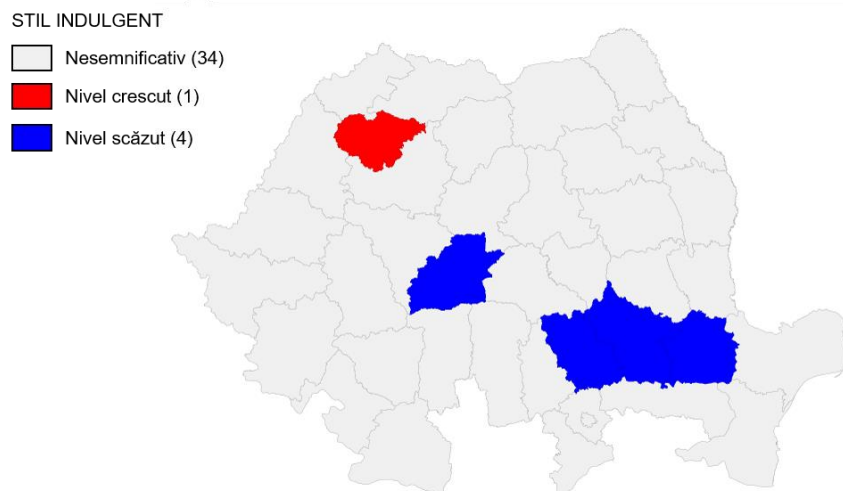 STIL INDULGENT
Nesemnificativ (34)
Nivel crescut (1)
Nivel scăzut (4)